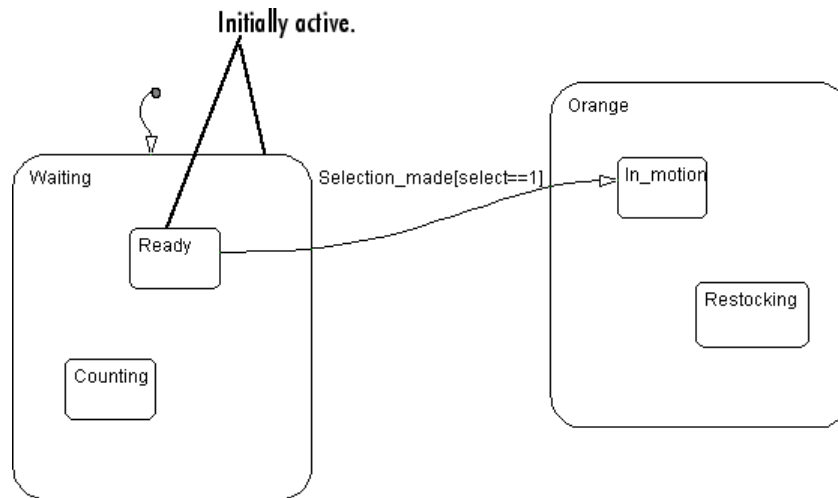 Initially active.
Orange
Waiting
Selection_made[select==1]
In_motion
Ready
Restocking
Counting